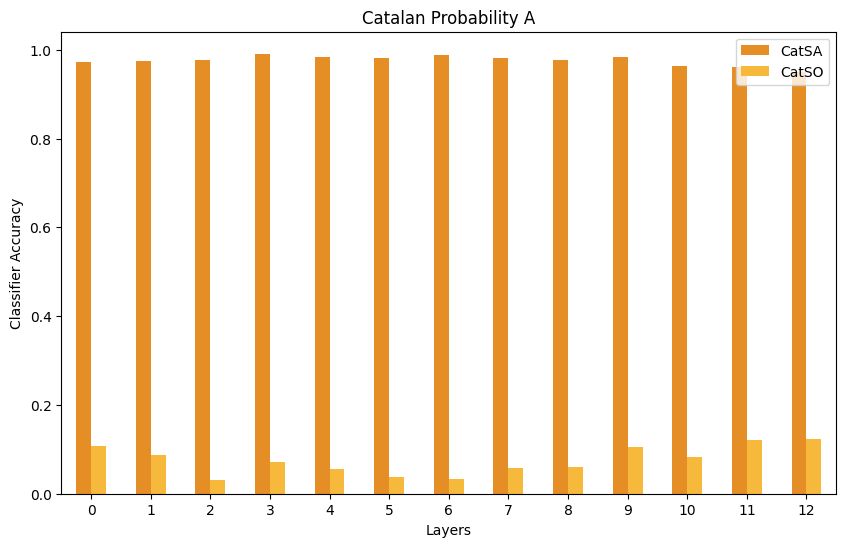 Catalan Probability A
CatSA
CatSO
Classifier Accuracy
1.0
0.8
0.6
0.4
0.2
0.0
0 1 2 3 4 5 6 7 8 9 10 11 12
Layers